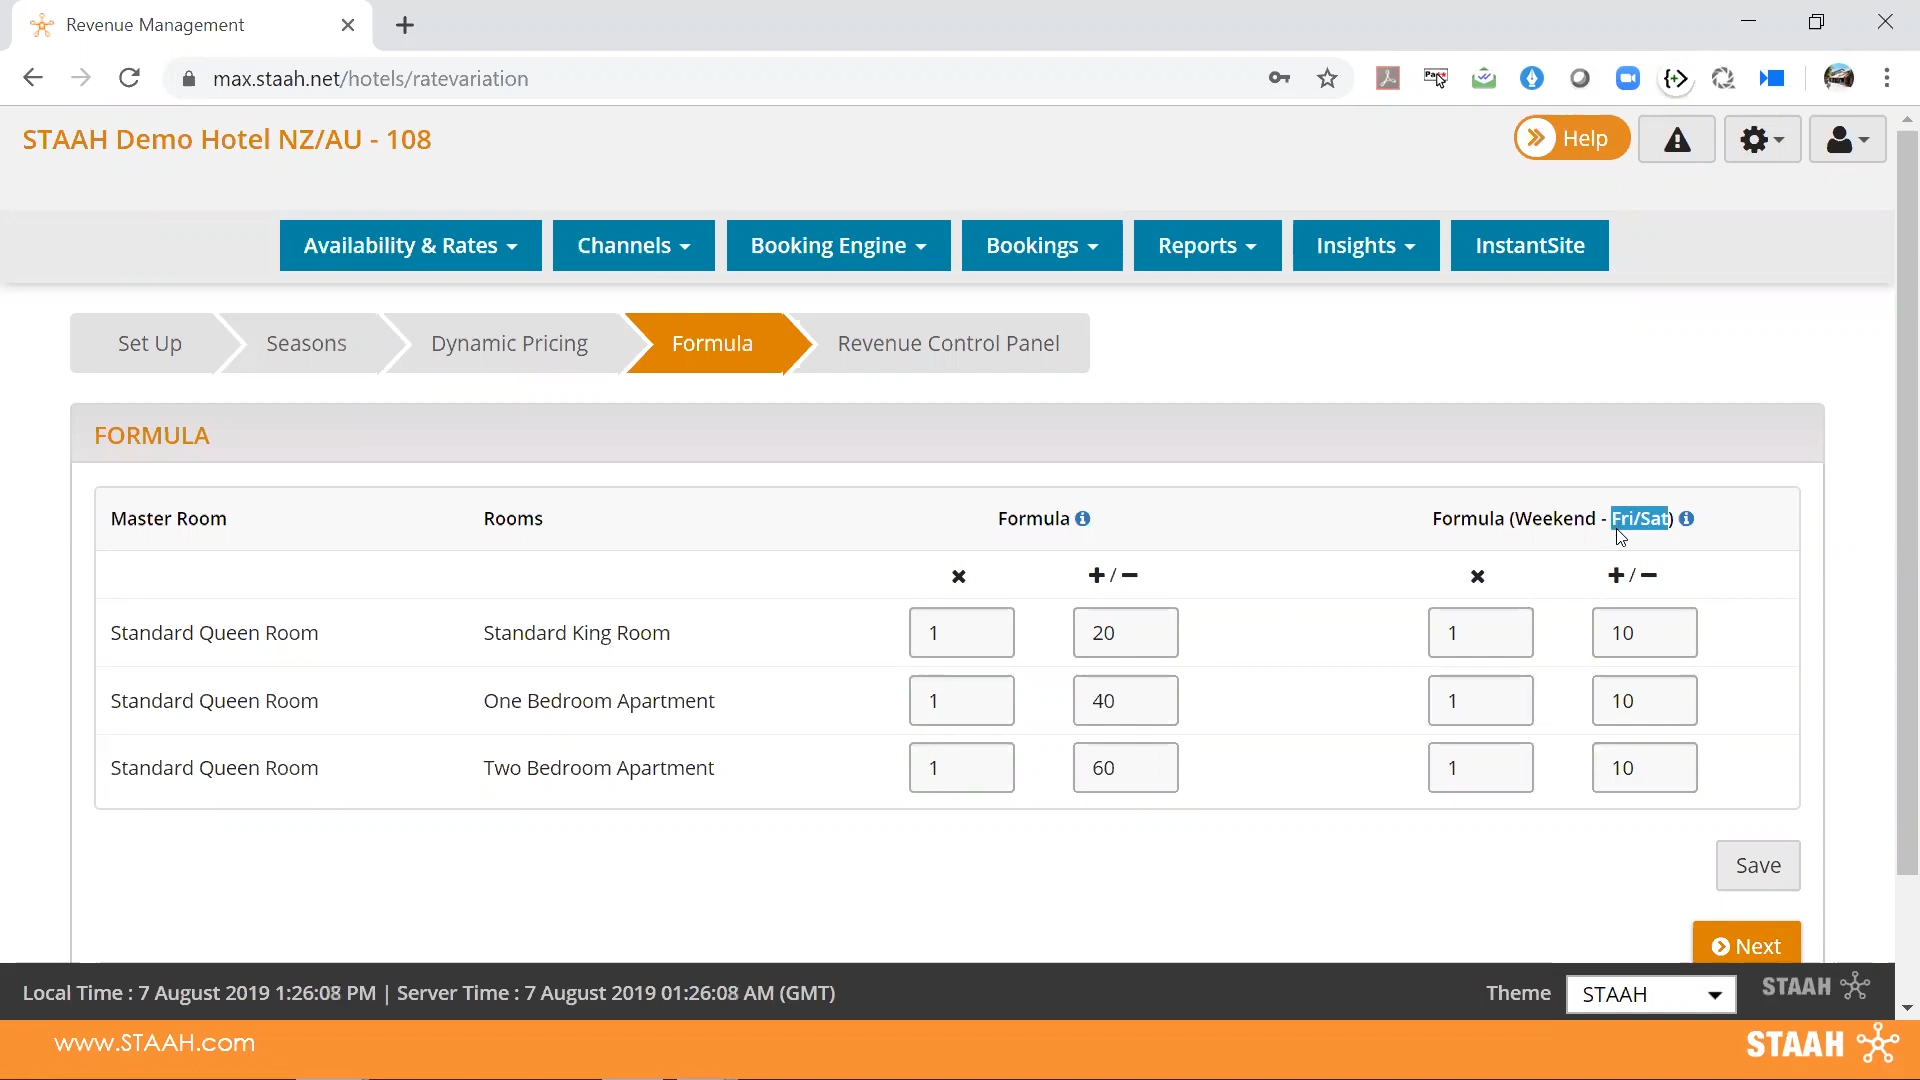 Revenue Management
max.staah.net/hotels/ratevariation
STAAH Demo Hotel NZ/AU - 108
Help
Availability & Rates
Channels
Booking Engine
Bookings
Reports
Insights
InstantSite
Set Up
Seasons
Dynamic Pricing
Formula
Revenue Control Panel
FORMULA
Master Room
Rooms
Formula
Formula (Weekend - Fri/Sat)
+ / −
+ / −
Standard Queen Room
Standard King Room
1
20
1
10
Standard Queen Room
One Bedroom Apartment
1
40
1
10
Standard Queen Room
Two Bedroom Apartment
1
60
1
10
Save
Next
Local Time : 7 August 2019 1:26:08 PM | Server Time : 7 August 2019 01:26:08 AM (GMT)
Theme
STAAH
STAAH
www.STAAH.com
STAAH